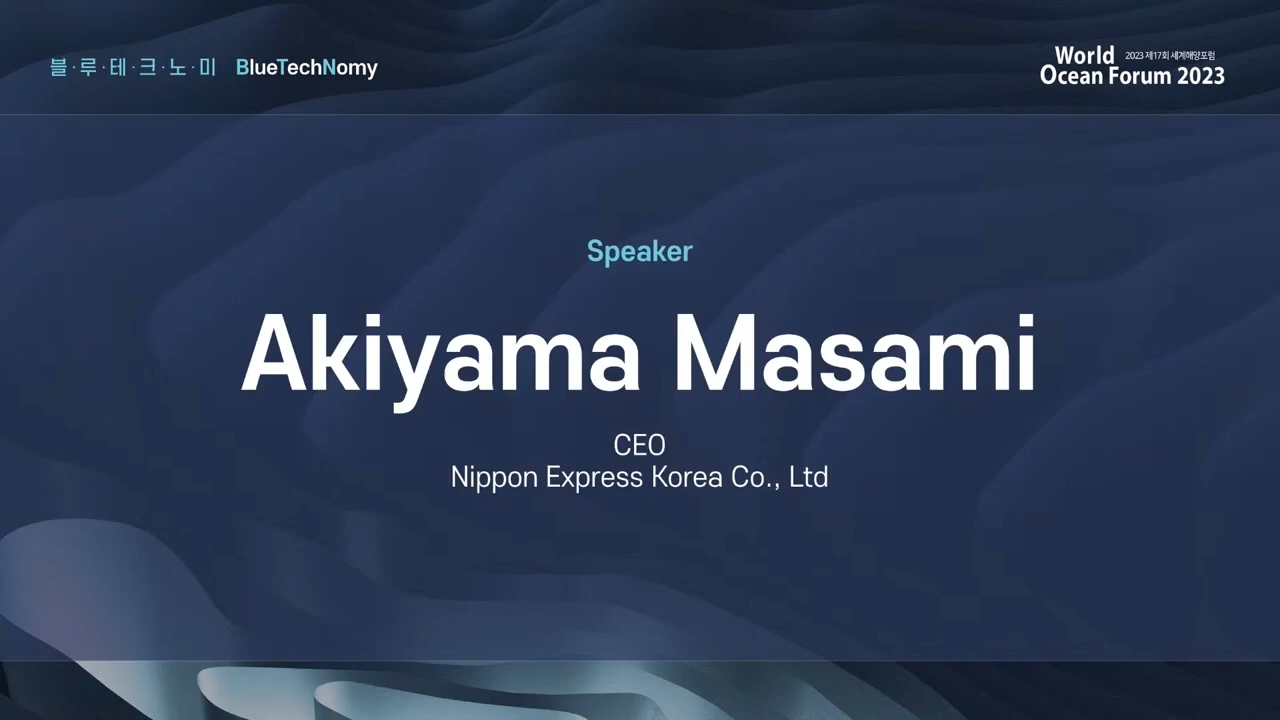 블·루·테·크·노·미 BlueTechNomy
World 2023 제17회 세계해양포럼
Ocean Forum 2023
Speaker
Akiyama Masami
CEO
Nippon Express Korea Co., Ltd